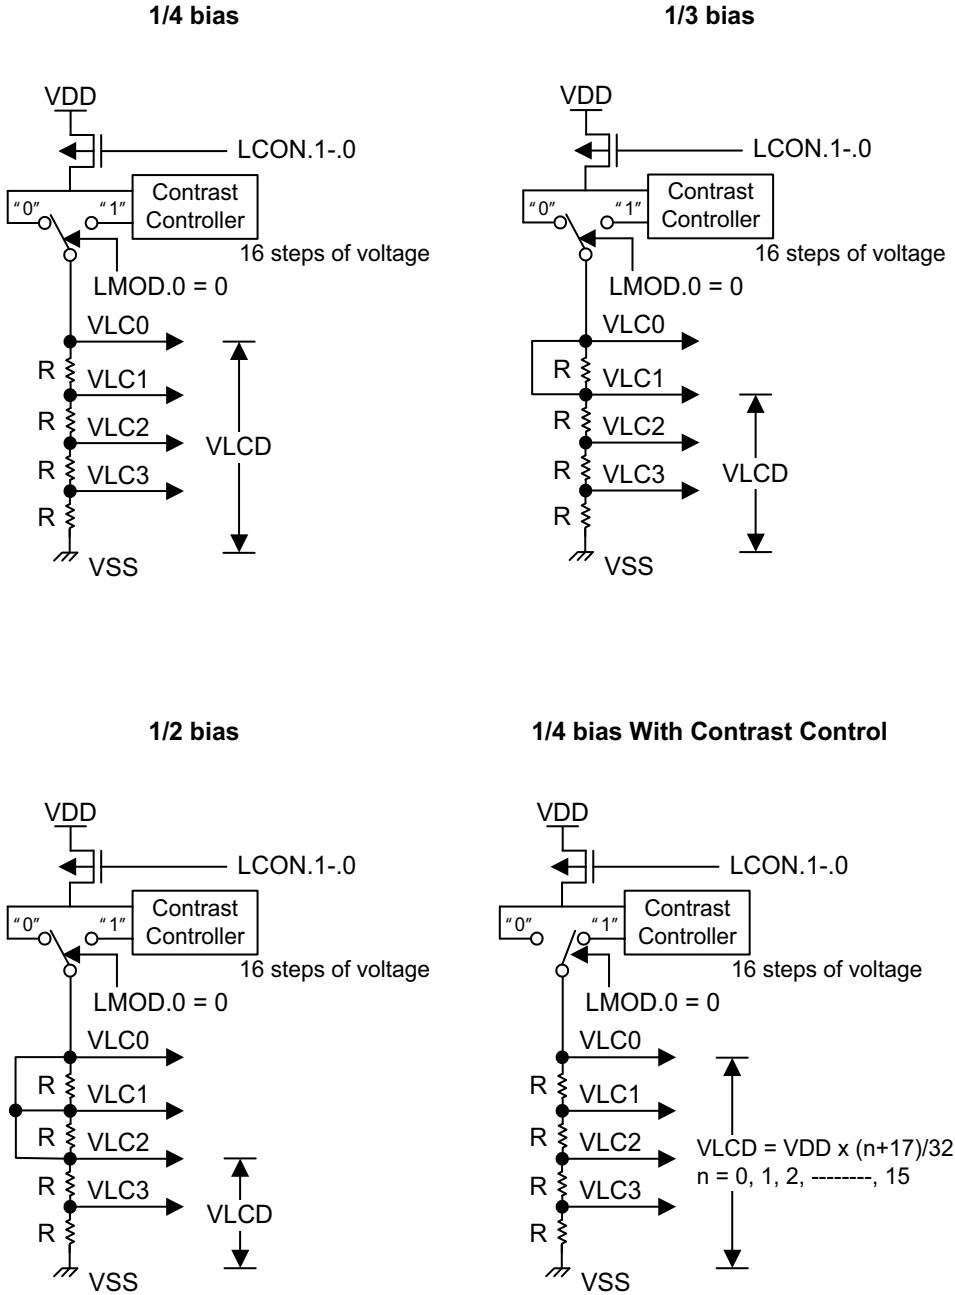 1/4 bias
VDD
LCON.1-.0
"0"
"1"
Contrast
Controller
16 steps of voltage
LMOD.0 = 0
VLC0
R
VLC1
R
VLC2
VLCD
R
VLC3
R
VSS
1/3 bias
VDD
LCON.1-.0
"0"
"1"
Contrast
Controller
16 steps of voltage
LMOD.0 = 0
VLC0
R
VLC1
R
VLC2
R
VLC3
VLCD
R
VSS
1/2 bias
VDD
LCON.1-.0
"0"
"1"
Contrast
Controller
16 steps of voltage
LMOD.0 = 0
VLC0
R
VLC1
R
VLC2
R
VLC3
VLCD
R
VSS
1/4 bias With Contrast Control
VDD
LCON.1-.0
"0"
"1"
Contrast
Controller
16 steps of voltage
LMOD.0 = 0
VLC0
R
VLC1
R
VLC2
VLCD = VDD x (n+17)/32
n = 0, 1, 2, --------, 15
R
VLC3
R
VSS